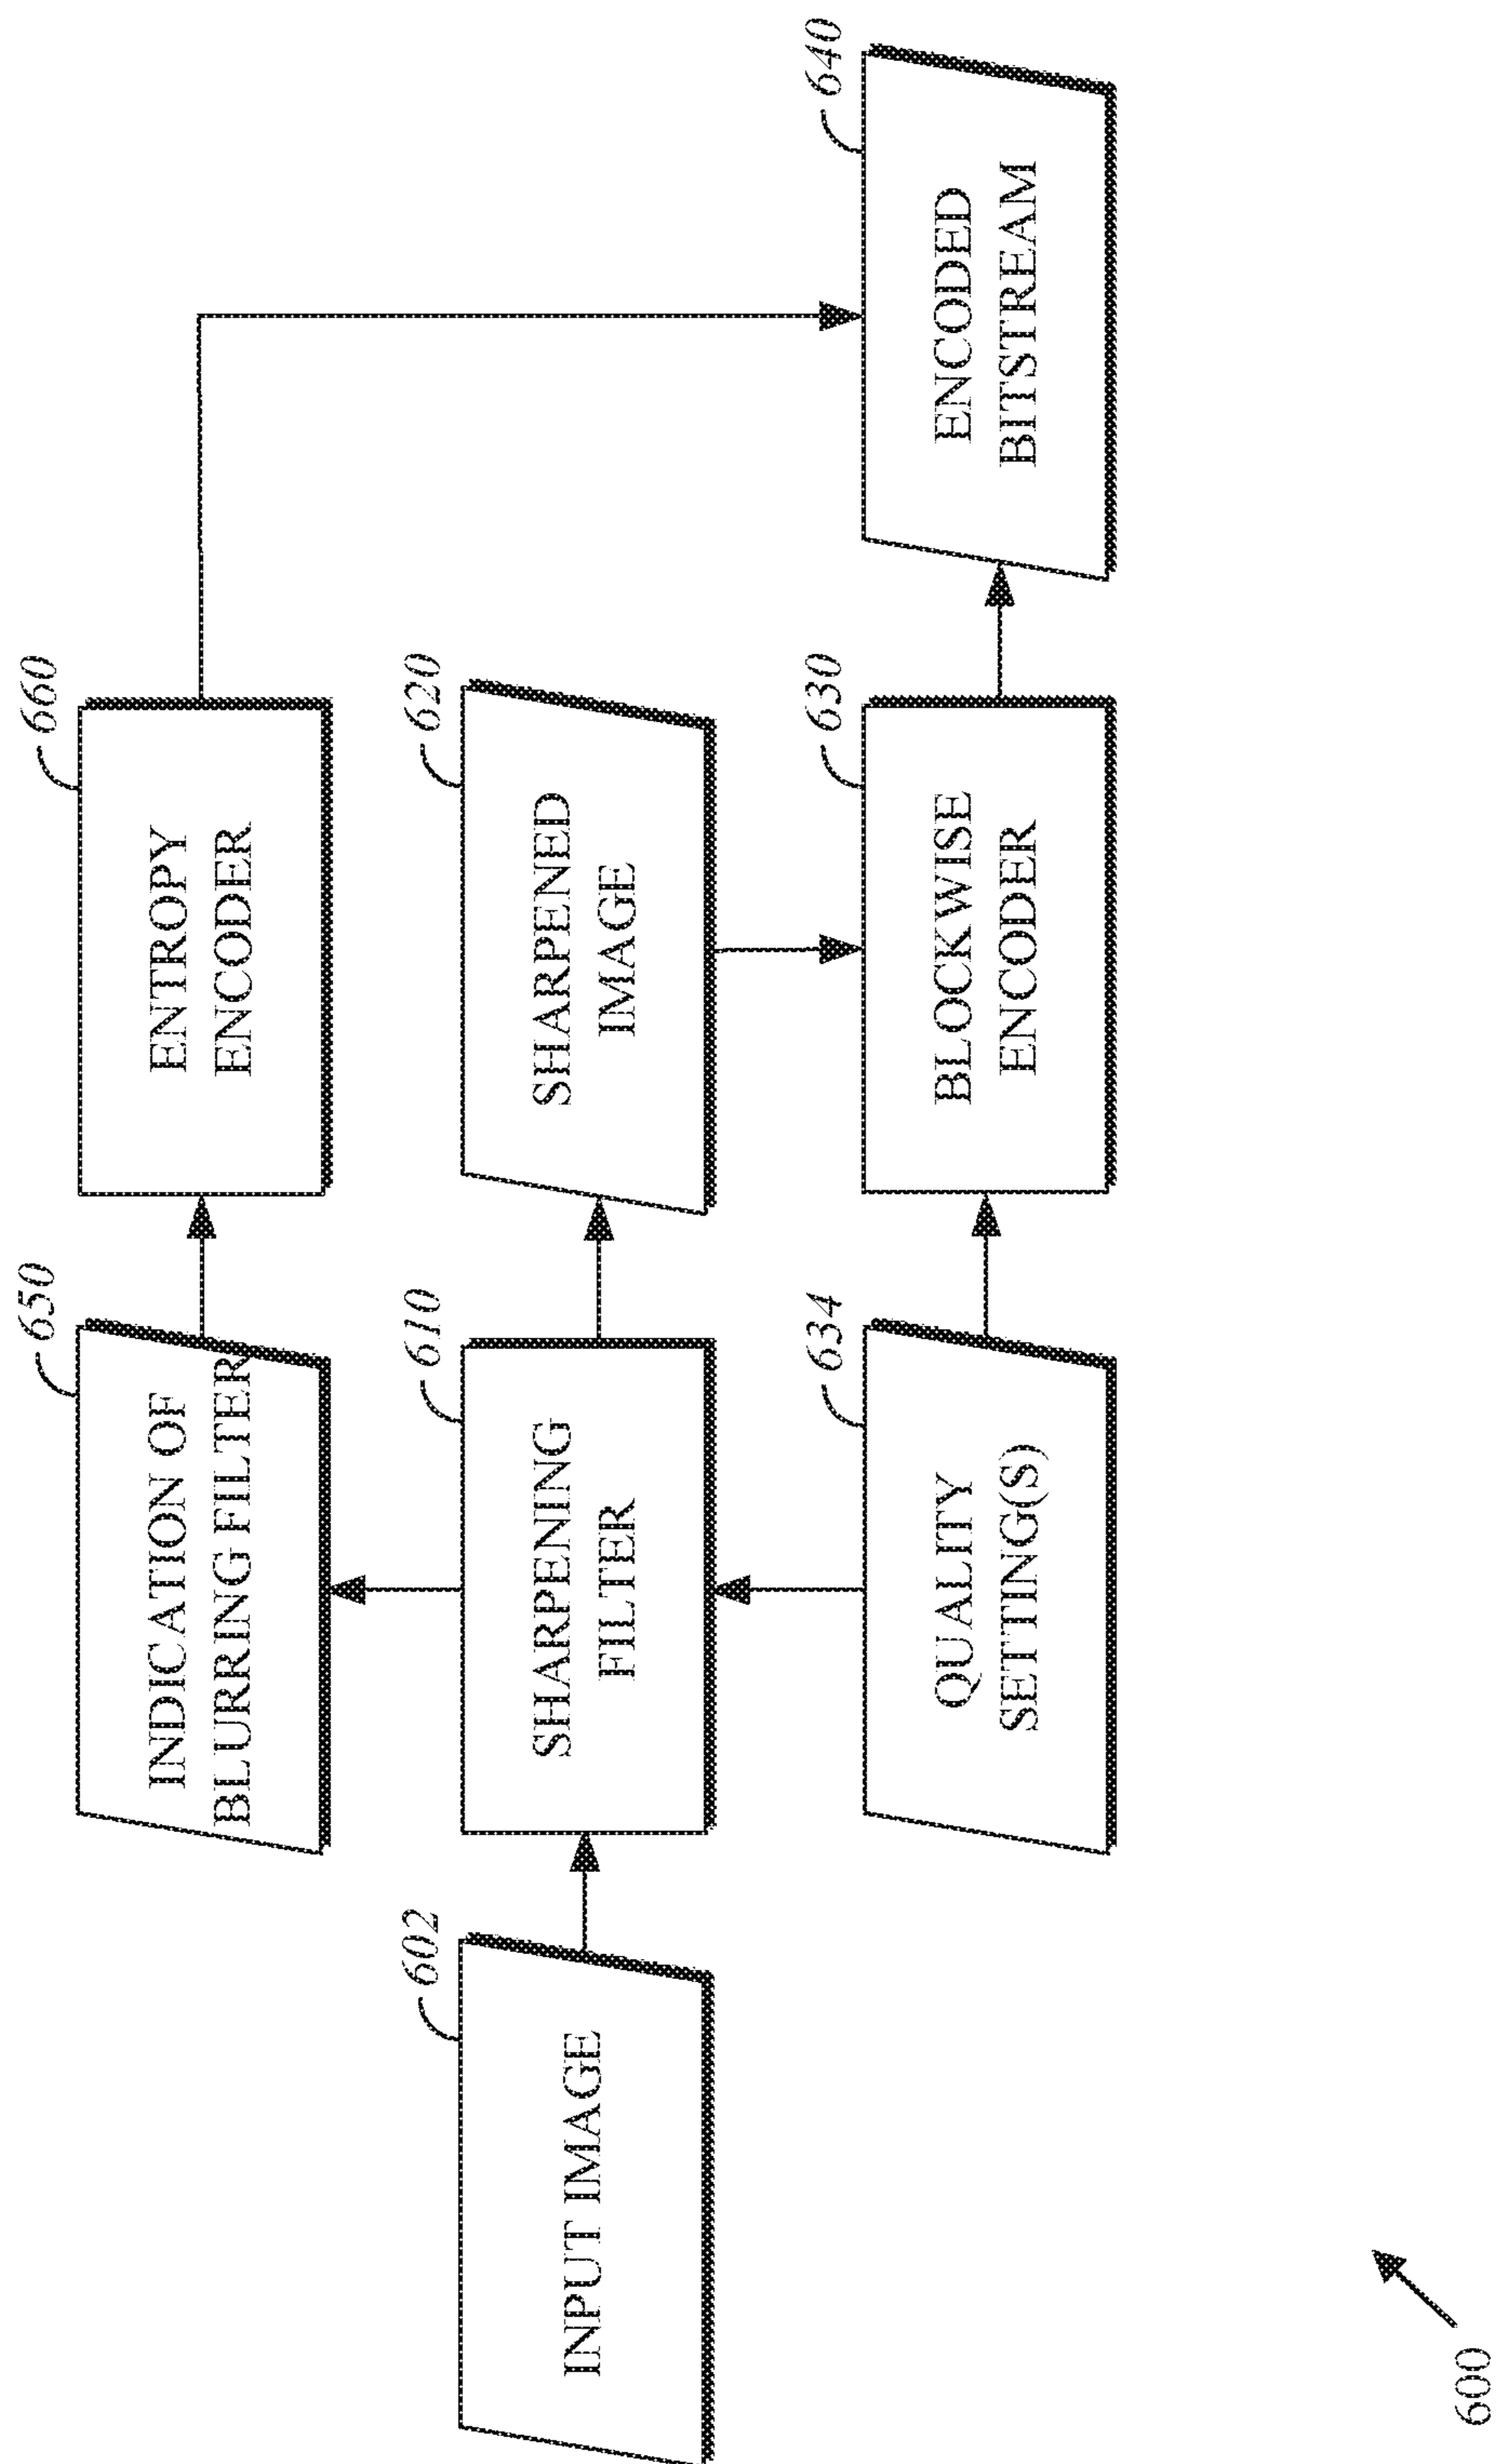 650
INDICATION OF
BLURRING FILTER
660
ENTROPY
ENCODER
602
INPUT IMAGE
610
SHARPENING
FILTER
620
SHARPENED
IMAGE
634
QUALITY
SETTING(S)
630
BLOCKWISE
ENCODER
640
ENCODED
BITSTREAM
600